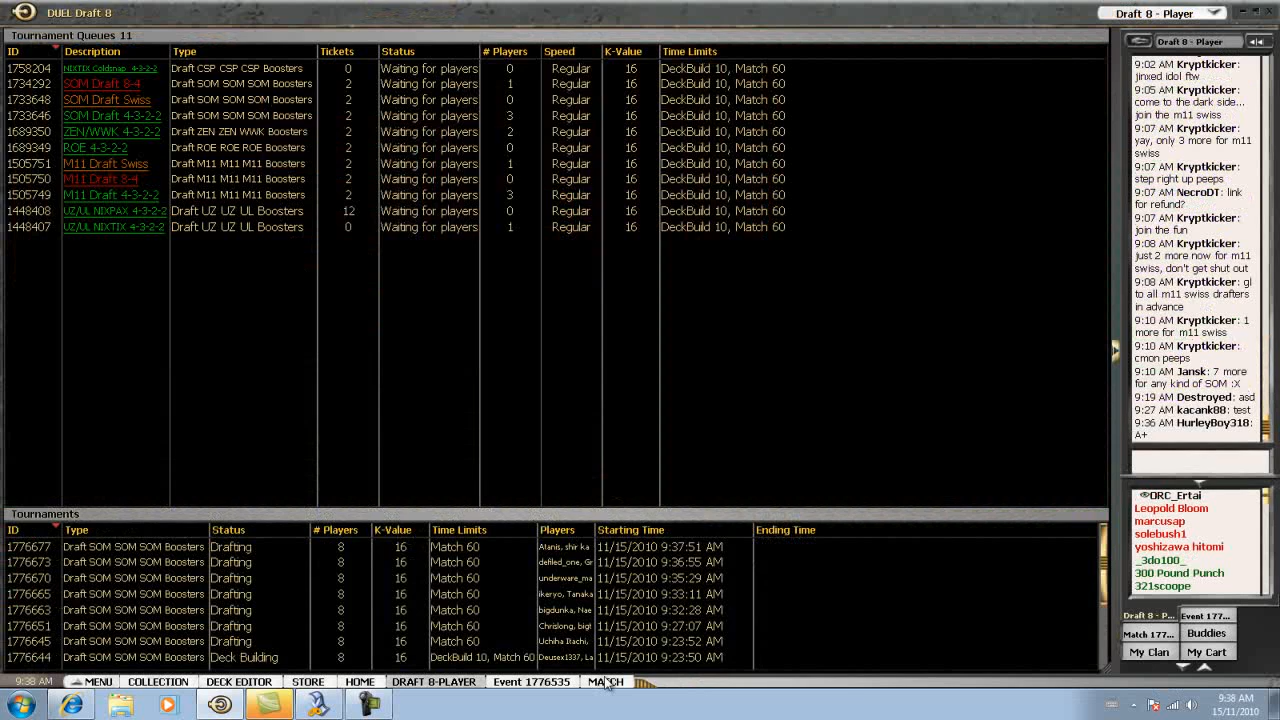 DUEL Draft 8
Draft 8 - Player
Tournament Queues 11
ID Description Type Tickets Status # Players Speed K-Value Time Limits
1758204 NIXTIX Coldsnap 4-3-2-2 Draft CSP CSP CSP Boosters 0 Waiting for players 0 Regular 16 DeckBuild 10, Match 60
1734292 SOM Draft 8-4 Draft SOM SOM SOM Boosters 2 Waiting for players 1 Regular 16 DeckBuild 10, Match 60
1733648 SOM Draft Swiss Draft SOM SOM SOM Boosters 2 Waiting for players 0 Regular 16 DeckBuild 10, Match 60
1733646 SOM Draft 4-3-2-2 Draft SOM SOM SOM Boosters 2 Waiting for players 3 Regular 16 DeckBuild 10, Match 60
1689350 ZEN/WWK 4-3-2-2 Draft ZEN ZEN WWK Boosters 2 Waiting for players 2 Regular 16 DeckBuild 10, Match 60
1689349 ROE 4-3-2-2 Draft ROE ROE ROE Boosters 2 Waiting for players 0 Regular 16 DeckBuild 10, Match 60
1505751 M11 Draft Swiss Draft M11 M11 M11 Boosters 2 Waiting for players 1 Regular 16 DeckBuild 10, Match 60
1505750 M11 Draft 8-4 Draft M11 M11 M11 Boosters 2 Waiting for players 0 Regular 16 DeckBuild 10, Match 60
1505749 M11 Draft 4-3-2-2 Draft M11 M11 M11 Boosters 2 Waiting for players 3 Regular 16 DeckBuild 10, Match 60
1448408 UZ/UL NIXPAX 4-3-2-2 Draft UZ UZ UL Boosters 12 Waiting for players 0 Regular 16 DeckBuild 10, Match 60
1448407 UZ/UL NIXTIX 4-3-2-2 Draft UZ UZ UL Boosters 0 Waiting for players 1 Regular 16 DeckBuild 10, Match 60
Tournaments
ID Type Status # Players K-Value Time Limits Players Starting Time Ending Time
1776677 Draft SOM SOM SOM Boosters Drafting 8 16 Match 60 Atanis, shir ka 11/15/2010 9:37:51 AM
1776673 Draft SOM SOM SOM Boosters Drafting 8 16 Match 60 defiled_one, Gr 11/15/2010 9:36:55 AM
1776670 Draft SOM SOM SOM Boosters Drafting 8 16 Match 60 underware_ma 11/15/2010 9:35:29 AM
1776665 Draft SOM SOM SOM Boosters Drafting 8 16 Match 60 ikeryo, Tanaka 11/15/2010 9:33:11 AM
1776663 Draft SOM SOM SOM Boosters Drafting 8 16 Match 60 bigdunka, Nae 11/15/2010 9:32:28 AM
1776651 Draft SOM SOM SOM Boosters Drafting 8 16 Match 60 Chrislong, bigt 11/15/2010 9:27:07 AM
1776645 Draft SOM SOM SOM Boosters Drafting 8 16 Match 60 Uchiha Itachi, 11/15/2010 9:23:52 AM
1776644 Draft SOM SOM SOM Boosters Deck Building 8 16 DeckBuild 10, Match 60 Deusex1337, La 11/15/2010 9:23:50 AM
Draft 8 - Player
9:02 AM Kryptkicker:
jinxed idol ftw
9:05 AM Kryptkicker:
come to the dark side...
join the m11 swiss
9:07 AM Kryptkicker:
yay, only 3 more for m11
swiss
9:07 AM Kryptkicker:
step right up peeps
9:07 AM NecroDT: link
for refund?
9:07 AM Kryptkicker:
join the fun
9:08 AM Kryptkicker:
just 2 more now for m11
swiss, don't get shut out
9:08 AM Kryptkicker: gl
to all m11 swiss drafters
in advance
9:10 AM Kryptkicker: 1
more for m11 swiss
9:10 AM Kryptkicker:
cmon peeps
9:10 AM Jansk: 7 more
for any kind of SOM :X
9:19 AM Destroyed: asd
9:27 AM kacank88: test
9:36 AM HurleyBoy318:
A+
ORC_Ertai
Leopold Bloom
marcusap
solebush1
yoshizawa hitomi
_3do100_
300 Pound Punch
321scoope
Draft 8 - P... Event 177...
Match 177... Buddies
My Clan My Cart
9:38 AM MENU COLLECTION DECK EDITOR STORE HOME DRAFT 8-PLAYER Event 1776535 MATCH
9:38 AM
15/11/2010